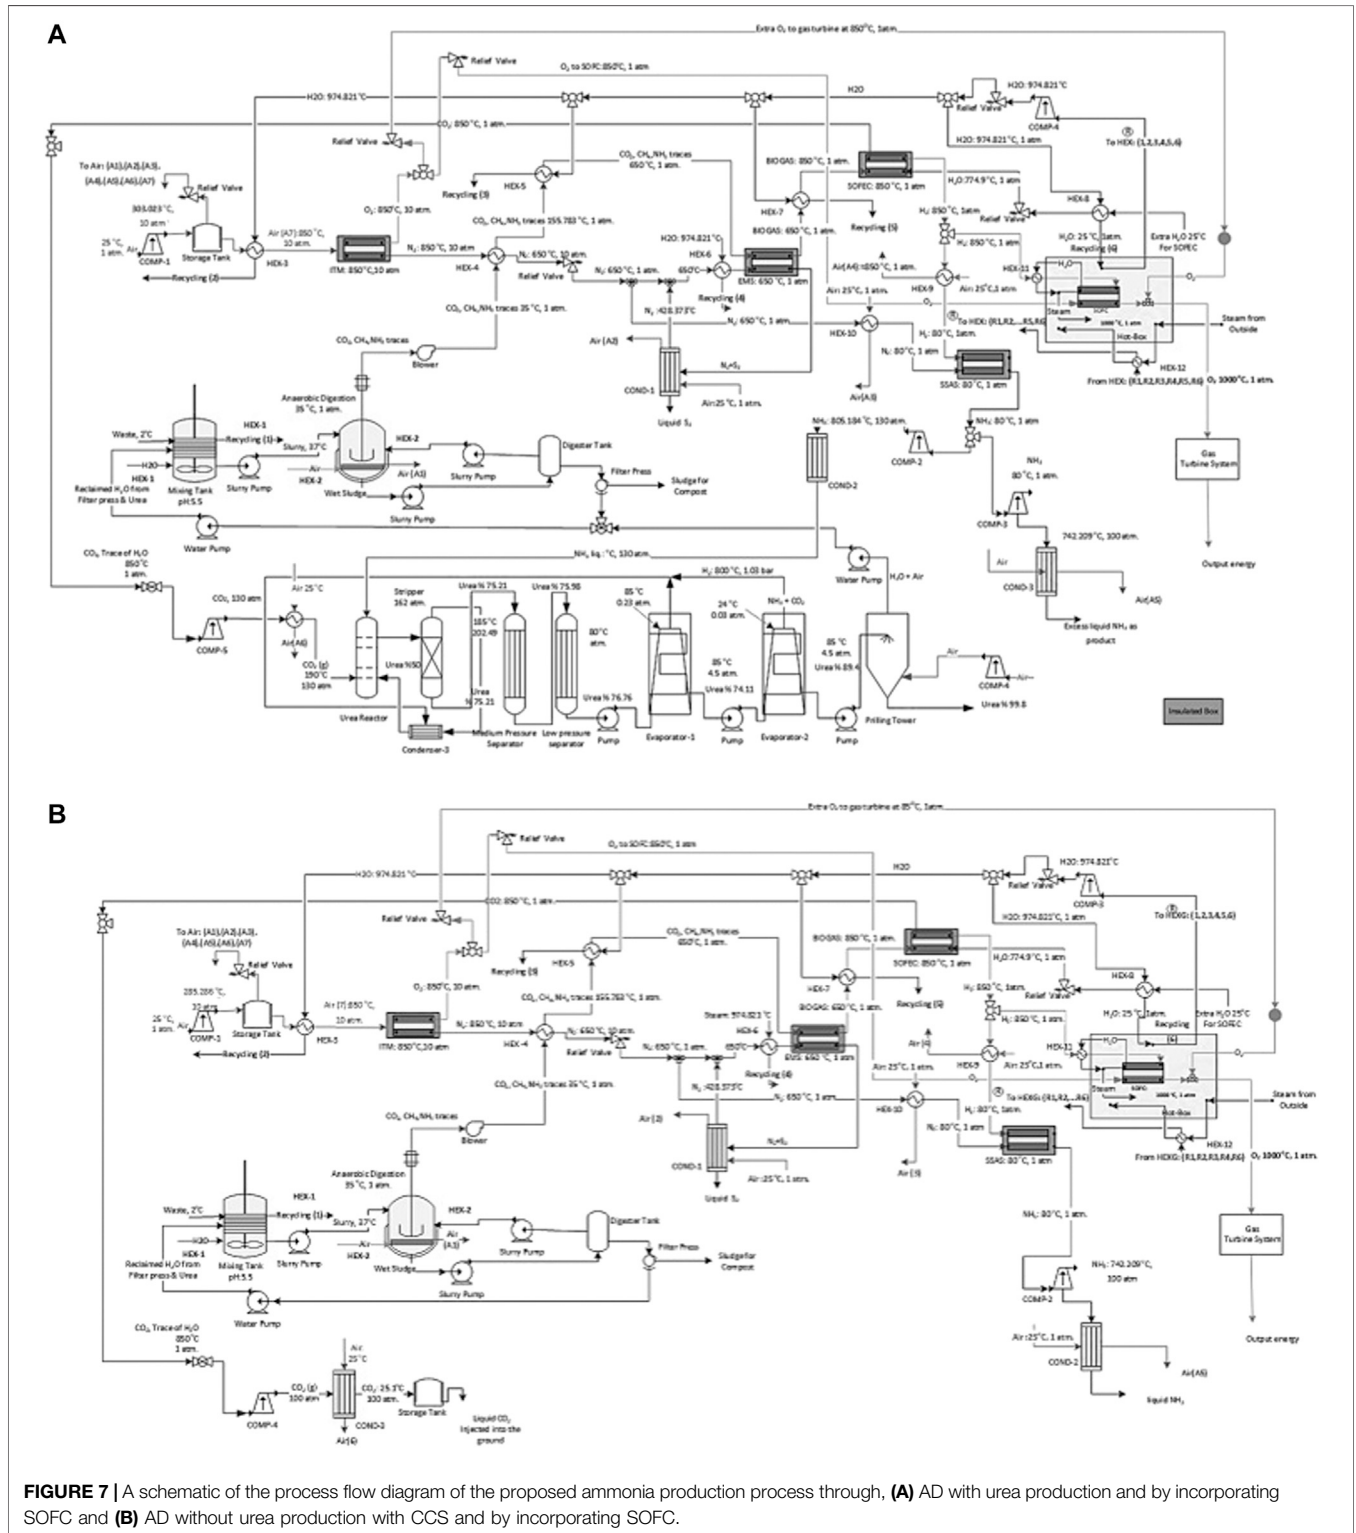 A
Extra O₂ to gas turbine at 850°C, 1atm.
Relief Valve
O₂ to SOFC: 850°C, 1 atm
H2O: 974.821°C
H2O
H2O: 974.821°C
Relief Valve
COMP-4
CO₂: 850°C, 1 atm.
Relief Valve
H2O: 974.821°C, 1 atm
To HEX: (1,2,3,4,5,6)
To Air: (A1),(A2),(A3),
(A4),(A5),(A6),(A7)
Relief Valve
CO₂, CH₄,NH₃ traces
650°C, 1 atm.
BIOGAS: 850°C, 1 atm.
SOFEC: 850°C, 1 atm
H₂O:774.9°C, 1 atm
HEX-5
Recycling (3)
HEX-7
HEX-8
303.023°C,
10 atm
O₂: 850°C, 10 atm.
CO₂, CH₄,NH₃ traces 155.783°C, 1 atm.
Recycling (5)
BIOGAS: 650°C, 1 atm.
H₂: 850°C, 1atm.
Relief Valve
25°C,
1 atm.
Air
COMP-1
Storage Tank
Air (A7):850°C,
10 atm.
HEX-3
Recycling (2)
ITM: 850°C,10 atm
N₂: 850°C, 10 atm
HEX-4
N₂: 650°C, 10 atm.
Relief Valve
H2O: 974.821°C
HEX-6
N₂: 650°C, 1 atm.
650°C
EMS: 650°C, 1 atm
Recycling (4)
H₂: 850°C, 1 atm.
H₂O: 25°C, 1atm.
Recycling (6)
Extra H₂O 25°C
For SOFEC
HEX-11
H₂O
O₂
Air(A4):850°C, 1 atm.
Air: 25°C, 1 atm.
HEX-9
Air: 25°C,1 atm
O₂
Steam
SOFC
1000°C, 1 atm
Hot-Box
Steam from
Outside
CO₂, CH₄,NH₃ traces 35°C, 1 atm.
N₂:428.373°C
N₂: 650°C, 1 atm.
HEX-10
H₂: 80°C, 1atm.
To HEX: (R1,R2,...R5,R6)
CO₂, CH₄,NH₃ traces
Blower
Air (A2)
COND-1
N₂+S₂
Air:25°C, 1 atm.
Liquid S₂
N₂: 80°C, 1 atm
SSAS: 80°C, 1 atm
Air(A3)
HEX-12
From HEX: (R1,R2,R3,R4,R5,R6)
O₂ 1000°C, 1 atm.
Anaerobic Digestion
35°C, 1 atm.
HEX-1
Waste, 2°C
Recycling (1)
Slurry, 37°C
HEX-2
Digester Tank
NH₃: 805.184°C, 130 atm.
COMP-2
NH₃: 80°C, 1 atm
Gas
Turbine System
H2O
HEX-1
Air
HEX-2
Air (A1)
Slurry Pump
Filter Press
COND-2
NH₃
80°C, 1 atm.
Reclaimed H₂O from
Filter press & Urea
Mixing Tank
pH:5.5
Slurry Pump
Wet Sludge
Slurry Pump
Sludge for
Compost
COMP-3
Water Pump
742.209°C, 100 atm.
CO₂, Trace of H₂O
850°C
1 atm.
Water Pump
H₂O + Air
Air
COND-3
Output energy
Air 25°C
Urea % 75.21
Urea % 75.98
H₂: 800°C, 1.03 bar
Air(A5)
CO₂, 130 atm
Stripper
162 atm.
85°C
0.23 atm.
24°C
0.03 atm.
NH₃ + CO₂
Excess liquid NH₃ as
product
COMP-5
Air(A6)
185°C
202.49
80°C
atm.
85°C
4.5 atm.
85°C
4.5 atm.
Air
CO₂ (g)
190°C
130 atm
Urea %50
Urea
% 75.21
Urea % 76.76
Urea % 74.11
Urea % 89.4
COMP-4
Air
Urea Reactor
Condenser-3
Medium Pressure
Separator
Low pressure
separator
Pump
Evaporator-1
Pump
Evaporator-2
Pump
Prilling Tower
Urea % 99.8
Insulated Box
B
Extra O₂ to gas turbine at 85°C, 1atm.
Relief Valve
O₂ to SOFC:850°C, 1 atm
H2O: 974.821°C
H2O
H2O: 974.821°C
Relief Valve
COMP-3
CO2: 850°C, 1 atm.
Relief Valve
H2O: 974.821°C, 1 atm
To HEXIG: (1,2,3,4,5,6)
To Air: (A1),(A2),(A3),
(A4),(A5),(A6),(A7)
Relief Valve
CO₂, CH₄,NH₃ traces
650°C, 1 atm.
BIOGAS: 850°C, 1 atm.
SOFEC: 850°C, 1 atm
H₂O:774.9°C, 1 atm
HEX-5
HEX-7
HEX-8
285.286°C,
10 atm
O₂: 850°C, 10 atm.
CO₂, CH₄,NH₃ traces 155.783°C, 1 atm.
Recycling (5)
BIOGAS: 650°C, 1 atm.
H₂: 850°C, 1atm.
Relief Valve
25°C,
1 atm.
Air
COMP-1
Storage Tank
Air (7):850°C,
10 atm.
HEX-3
Recycling (2)
ITM: 850°C,10 atm
N₂: 850°C, 10 atm
HEX-4
N₂: 650°C, 10 atm.
Relief Valve
Steam: 974.821°C
HEX-6
N₂: 650°C, 1 atm.
650°C
EMS: 650°C, 1 atm
Recycling (4)
H₂: 850°C, 1 atm.
H₂O: 25°C, 1atm.
Recycling
(6)
Extra H₂O 25°C
For SOFEC
HEX-11
H₂O
O₂
Air (4)
Air: 25°C, 1 atm.
HEX-9
Air: 25°C,1 atm.
O₂
Steam
SOFC
1000°C, 1 atm
Hot-Box
Steam from
Outside
CO₂, CH₄,NH₃ traces 35°C, 1 atm.
N₂:428.373°C
N₂: 650°C, 1 atm.
HEX-10
H₂: 80°C, 1atm.
To HEXIG: (R1,R2,...R6)
CO₂, CH₄,NH₃ traces
Blower
Air (2)
COND-1
N₂+S₂
Air :25°C, 1 atm.
Liquid S₂
N₂: 80°C, 1 atm
SSAS: 80°C, 1 atm
Air (3)
HEX-12
From HEXIG: (R1,R2,R3,R4,R6)
O₂ 1000°C, 1 atm.
Anaerobic Digestion
35°C, 1 atm.
HEX-1
Waste, 2°C
Recycling (1)
Slurry, 37°C
HEX-2
Digester Tank
NH₃: 80°C, 1 atm.
Gas
Turbine System
H2O
HEX-1
Air
HEX-2
Air
Slurry Pump
Filter Press
Reclaimed H₂O from
Filter press & Urea
Mixing Tank
pH:5.5
Slurry Pump
Wet Sludge
Slurry Pump
Sludge for
Compost
NH₃: 742.209°C,
100 atm
COMP-2
Water Pump
CO₂, Trace of H₂O
850°C
1 atm.
Air
25°C
Air :25°C, 1 atm.
COND-2
Output energy
Air(A5)
CO₂ (g)
100 atm
CO₂: 25.1°C
100 atm.
COMP-4
COND-3
Air(6)
Storage Tank
Liquid CO₂
Injected into the
ground
liquid NH₃
FIGURE 7 | A schematic of the process flow diagram of the proposed ammonia production process through, (A) AD with urea production and by incorporating
SOFC and (B) AD without urea production with CCS and by incorporating SOFC.